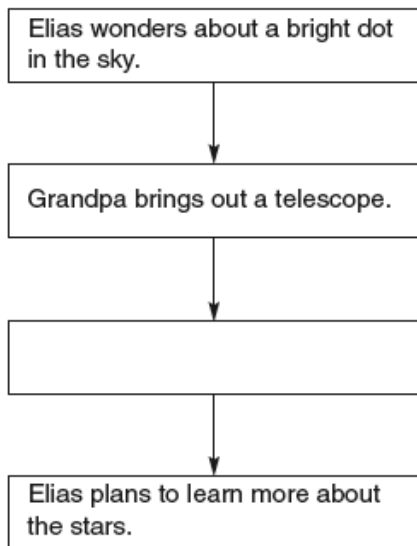 Elias wonders about a bright dot
in the sky.
Grandpa brings out a telescope.
Elias plans to learn more about
the stars.